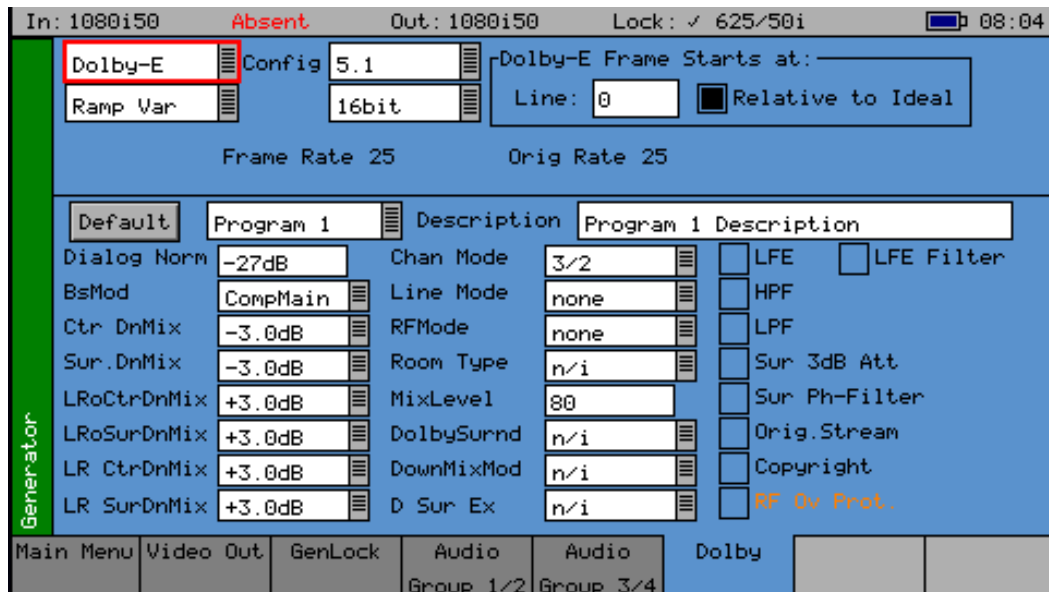 In: 1080i50 Absent Out: 1080i50 Lock: ✓ 625/50i 08:04
Dolby-E Config 5.1 Dolby-E Frame Starts at:
Ramp Var 16bit Line: 0 Relative to Ideal
Frame Rate 25 Orig Rate 25
Default Program 1 Description Program 1 Description
Dialog Norm -27dB Chan Mode 3/2 LFE LFE Filter
BsMod CompMain Line Mode none HPF
Ctr DnMix -3.0dB RFMode none LPF
Sur.DnMix -3.0dB Room Type n/i Sur 3dB Att
LRoCtrDnMix +3.0dB MixLevel 80 Sur Ph-Filter
LRoSurDnMix +3.0dB DolbySurnd n/i Orig.Stream
LR CtrDnMix +3.0dB DownMixMod n/i Copyright
LR SurDnMix +3.0dB D Sur Ex n/i RF Ov Prot.
Generator
Main Menu Video Out GenLock Audio Audio Dolby
Group 1/2 Group 3/4